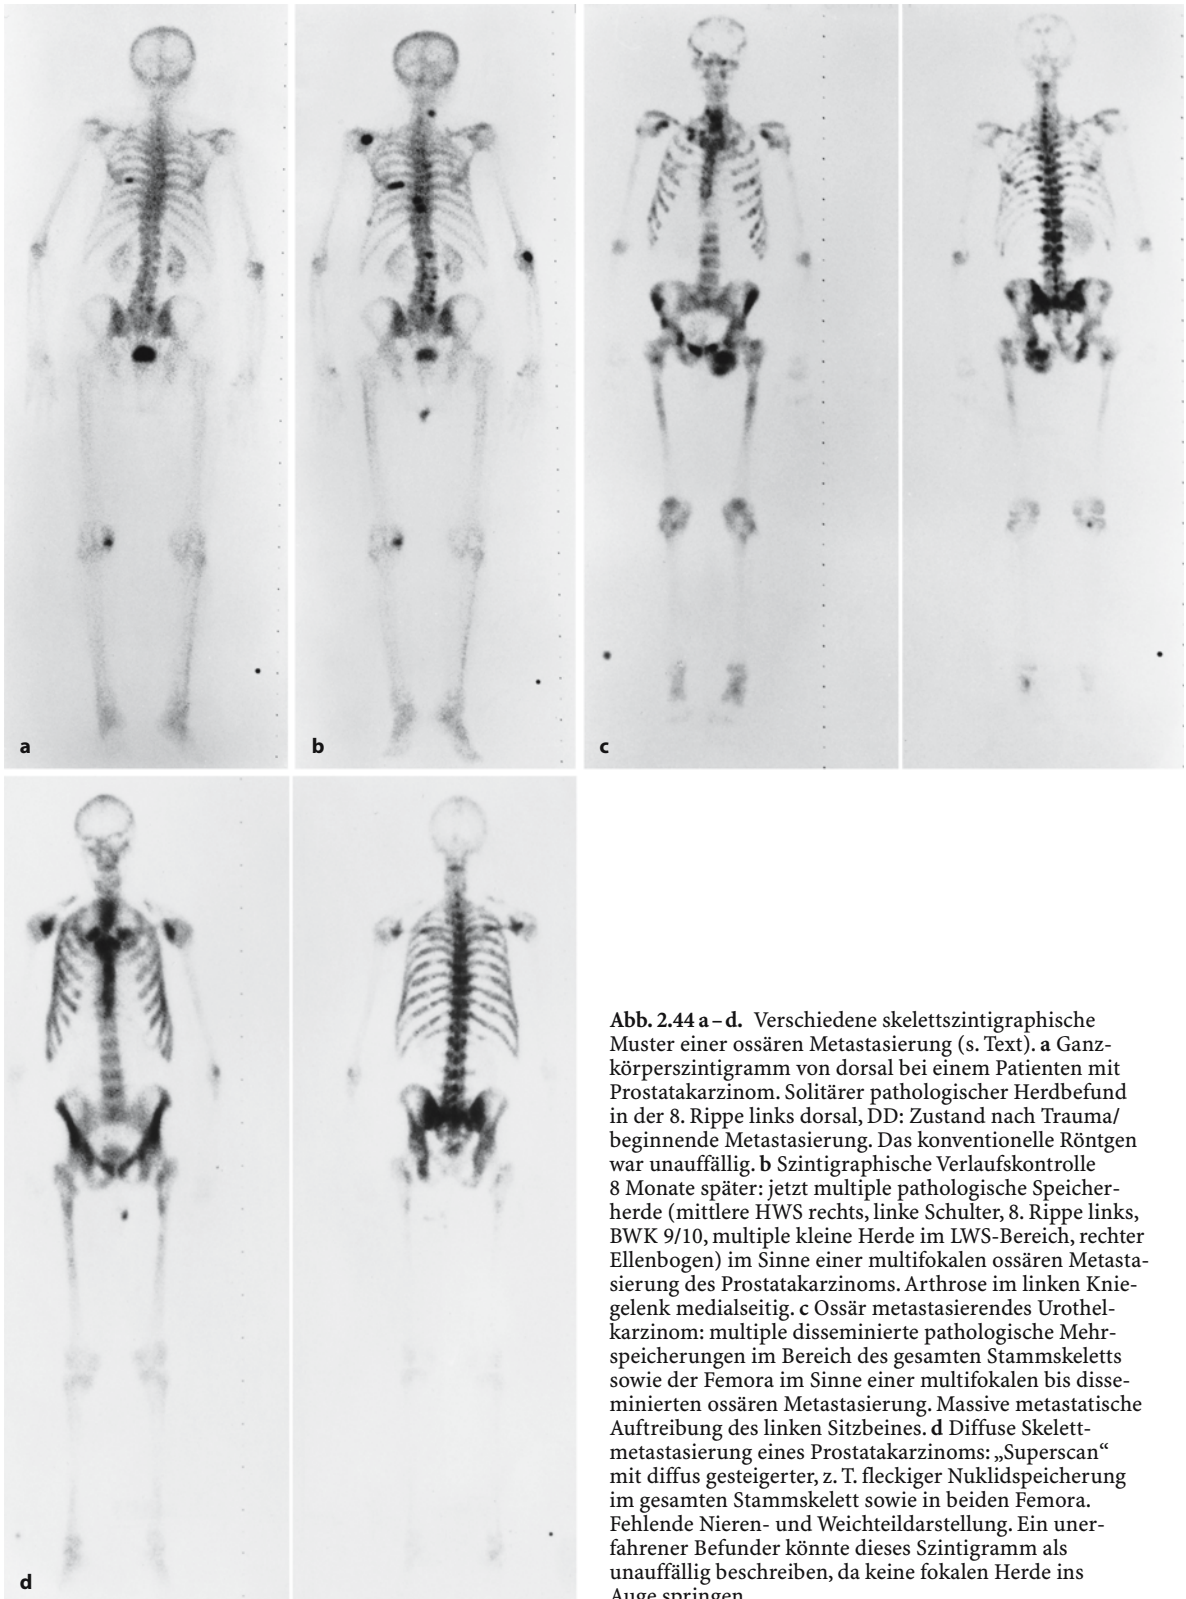 a
b
c
d
Abb. 2.44 a – d. Verschiedene skelettszintigraphische
Muster einer ossären Metastasierung (s. Text). a Ganz-
körperszintigramm von dorsal bei einem Patienten mit
Prostatakarzinom. Solitärer pathologischer Herdbefund
in der 8. Rippe links dorsal, DD: Zustand nach Trauma/
beginnende Metastasierung. Das konventionelle Röntgen
war unauffällig. b Szintigraphische Verlaufskontrolle
8 Monate später: jetzt multiple pathologische Speicher-
herde (mittlere HWS rechts, linke Schulter, 8. Rippe links,
BWK 9/10, multiple kleine Herde im LWS-Bereich, rechter
Ellenbogen) im Sinne einer multifokalen ossären Metasta-
sierung des Prostatakarzinoms. Arthrose im linken Knie-
gelenk medialseitig. c Ossär metastasierendes Urothel-
karzinom: multiple disseminierte pathologische Mehr-
speicherungen im Bereich des gesamten Stammskeletts
sowie der Femora im Sinne einer multifokalen bis disse-
minierten ossären Metastasierung. Massive metastatische
Auftreibung des linken Sitzbeines. d Diffuse Skelett-
metastasierung eines Prostatakarzinoms: „Superscan“
mit diffus gesteigerter, z. T. fleckiger Nuklidspeicherung
im gesamten Stammskelett sowie in beiden Femora.
Fehlende Nieren- und Weichteildarstellung. Ein uner-
fahrener Befunder könnte dieses Szintigramm als
unauffällig beschreiben, da keine fokalen Herde ins
Auge springen